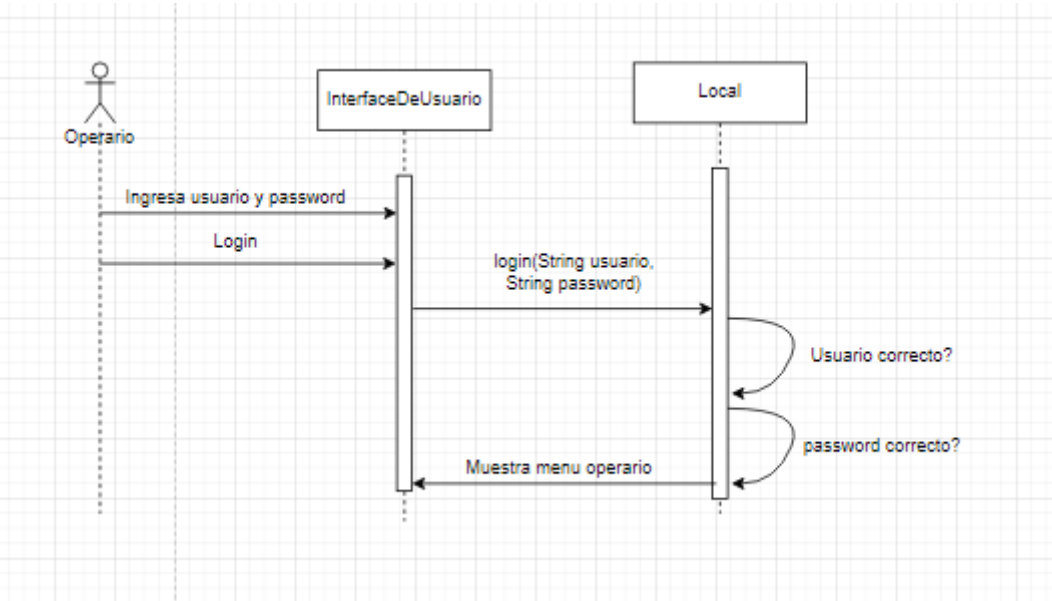 InterfaceDeUsuario
Local
Operario
Ingresa usuario y password
Login
login(String usuario,
String password)
Usuario correcto?
password correcto?
Muestra menu operario